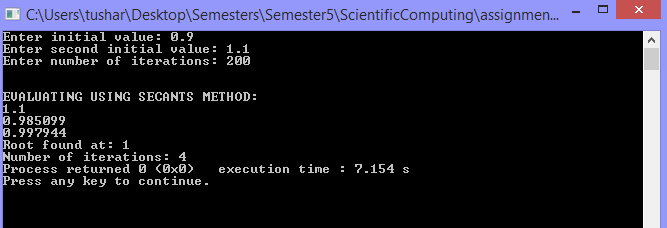 C:\Users\tushar\Desktop\Semesters\Semester5\ScientificComputing\assignmen...
Enter initial value: 0.9
Enter second initial value: 1.1
Enter number of iterations: 200
EVALUATING USING SECANTS METHOD:
1.1
0.985099
0.997944
Root found at: 1
Number of iterations: 4
Process returned 0 (0x0)   execution time : 7.154 s
Press any key to continue.